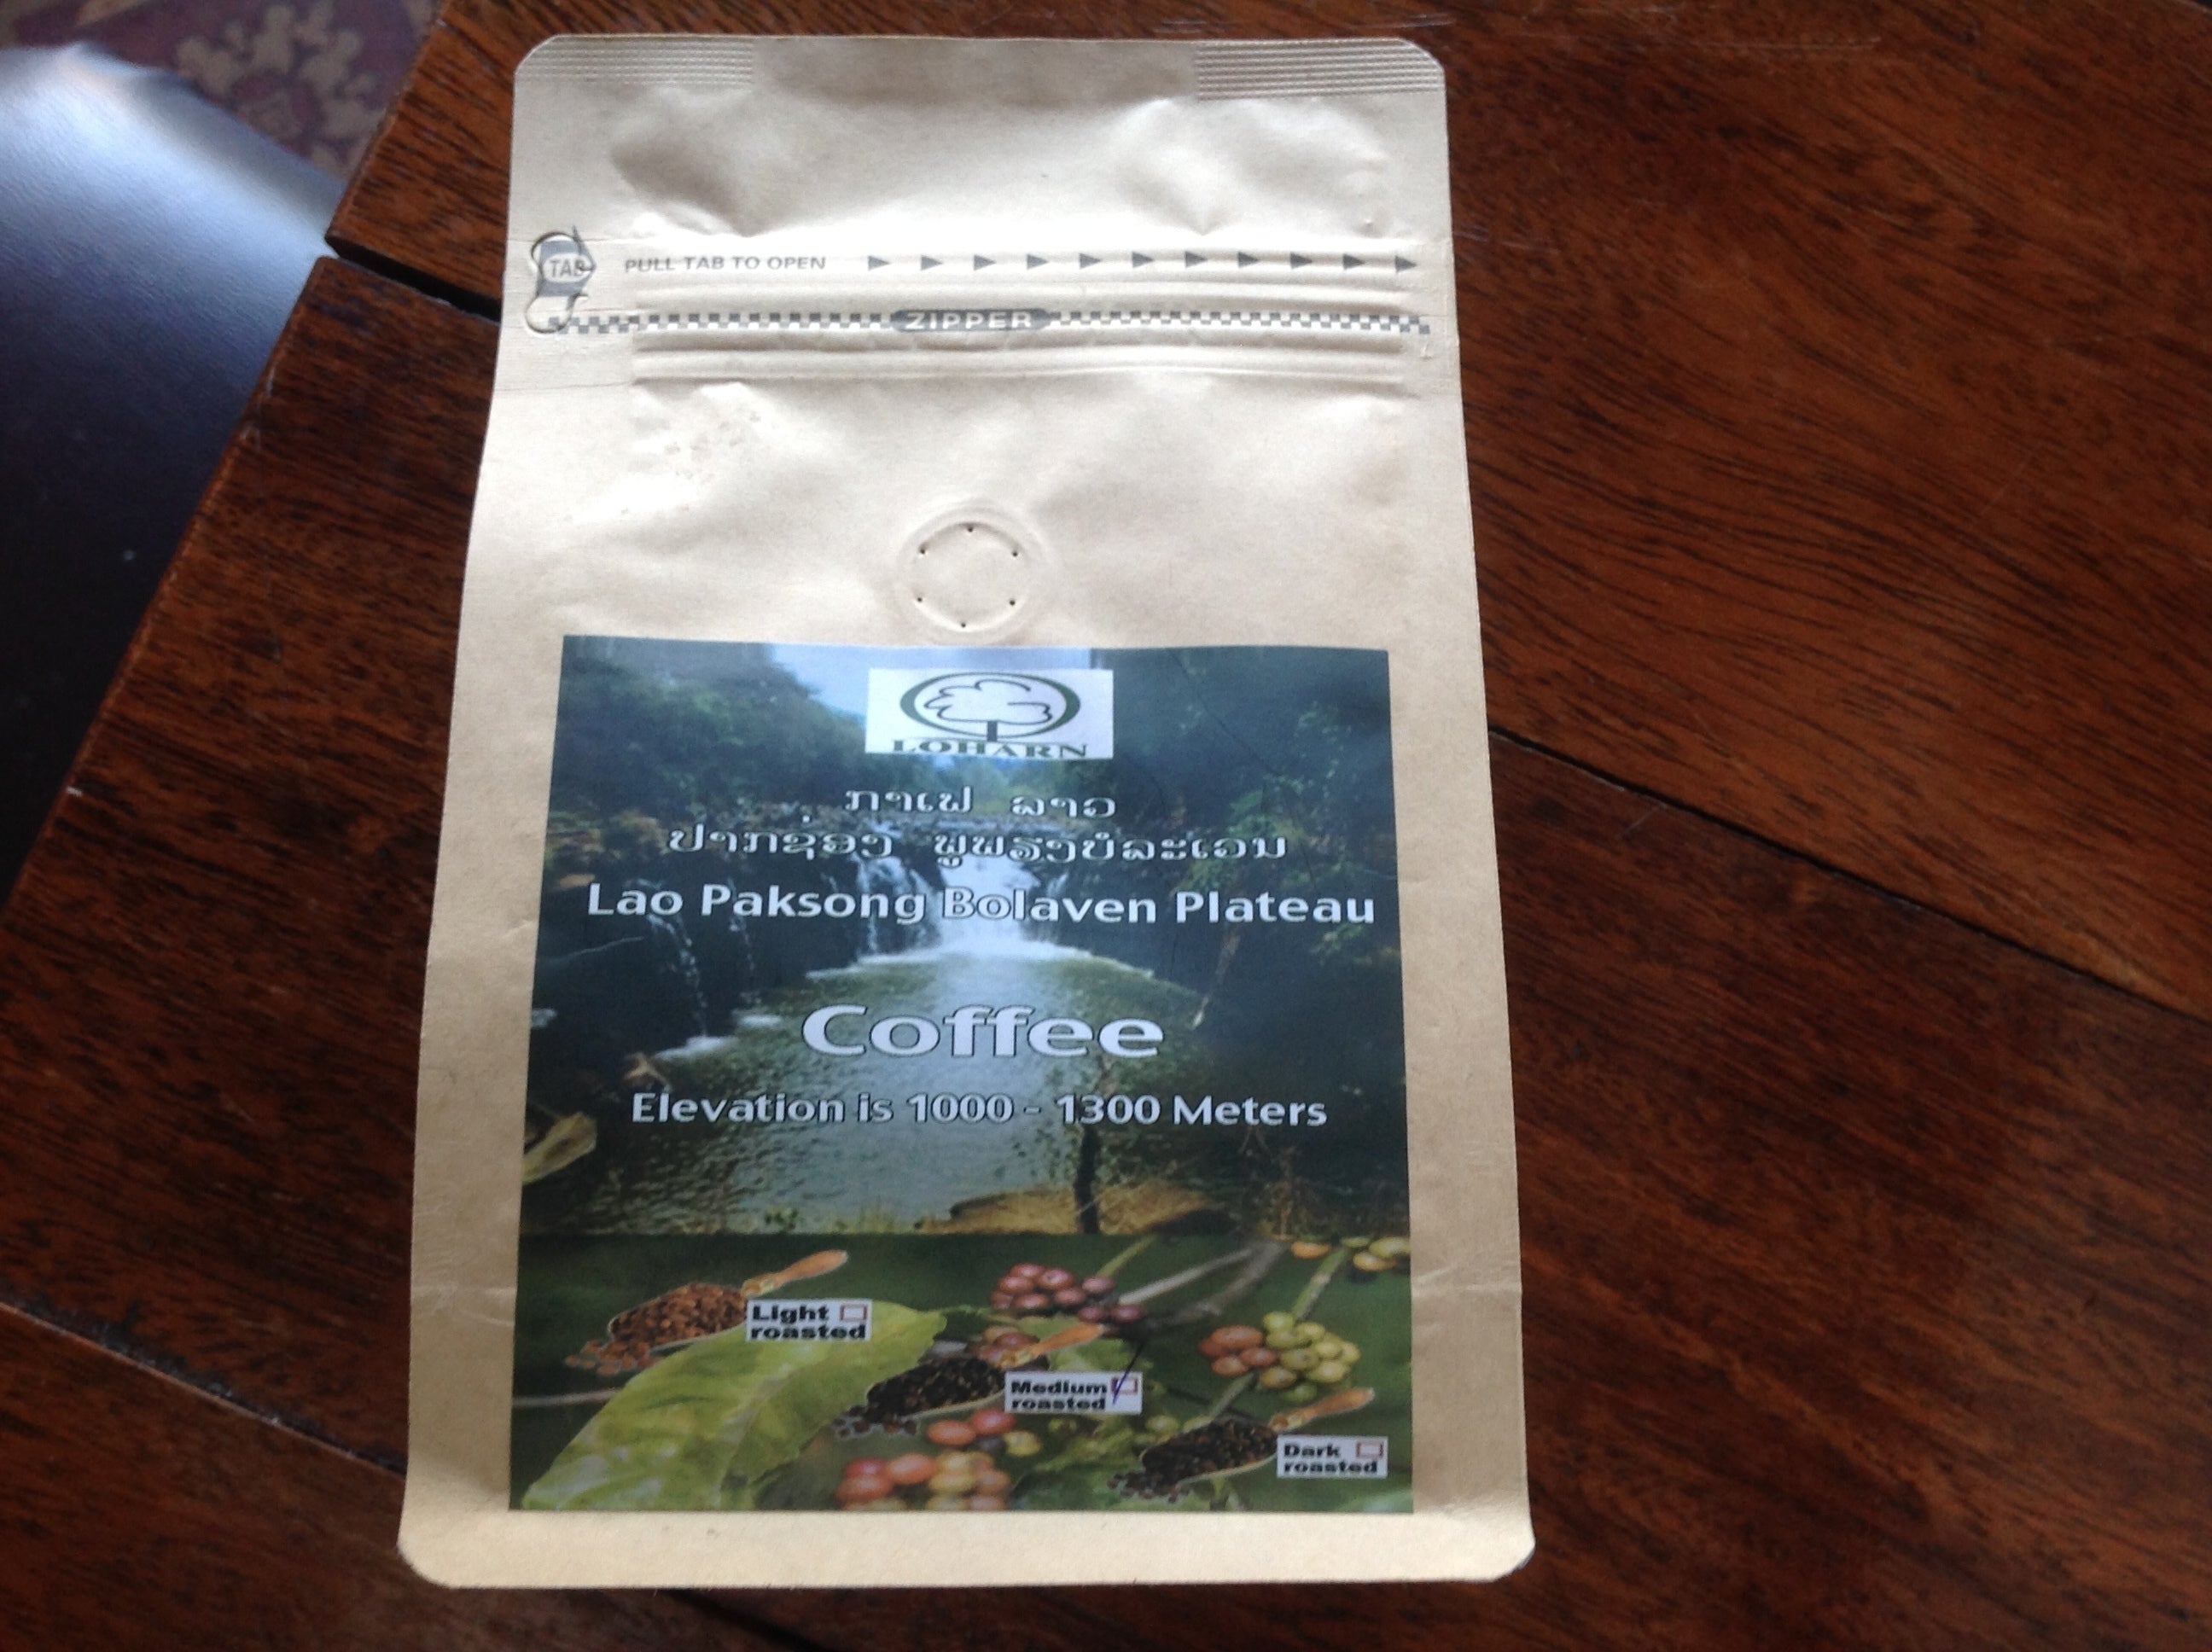 TAB PULL TAB TO OPEN
ZIPPER
LOHARN
ກາເຟ ລາວ
ປາກຊ່ອງ ພູພຽງບໍລະເວນ
Lao Paksong Bolaven Plateau
Coffee
Elevation is 1000 - 1300 Meters
Light
roasted
Medium
roasted
Dark
roasted